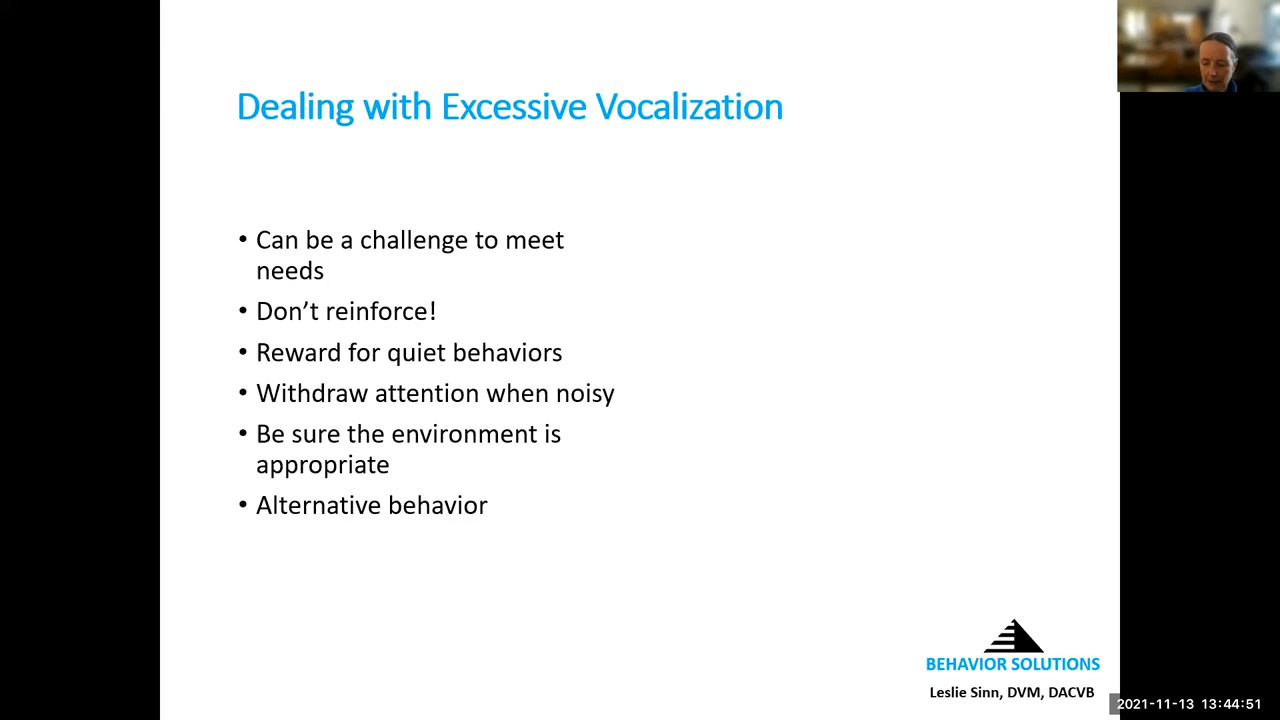 Dealing with Excessive Vocalization
• Can be a challenge to meet
needs
• Don’t reinforce!
• Reward for quiet behaviors
• Withdraw attention when noisy
• Be sure the environment is
appropriate
• Alternative behavior
BEHAVIOR SOLUTIONS
Leslie Sinn, DVM, DACVB
2021-11-13 13:44:51